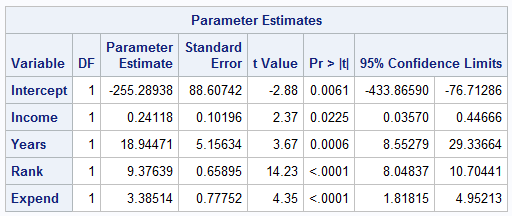 Parameter Estimates
Variable DF Parameter Estimate Standard Error t Value Pr > |t| 95% Confidence Limits
Intercept 1 -255.28938 88.60742 -2.88 0.0061 -433.86590 -76.71286
Income 1 0.24118 0.10196 2.37 0.0225 0.03570 0.44666
Years 1 18.94471 5.15634 3.67 0.0006 8.55279 29.33664
Rank 1 9.37639 0.65895 14.23 <.0001 8.04837 10.70441
Expend 1 3.38514 0.77752 4.35 <.0001 1.81815 4.95213